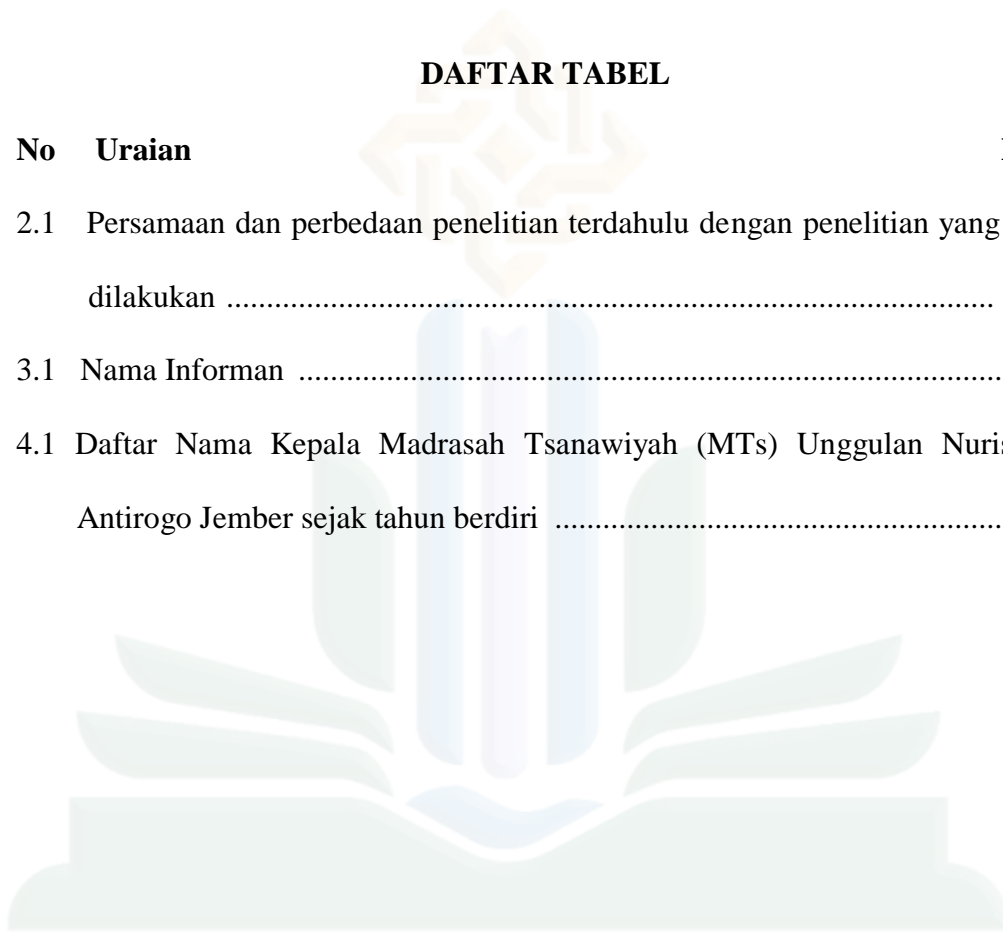 DAFTAR TABEL
No Uraian
2.1 Persamaan dan perbedaan penelitian terdahulu dengan penelitian yang
dilakukan ................................................................................
3.1 Nama Informan ..........................................................................
4.1 Daftar Nama Kepala Madrasah Tsanawiyah (MTs) Unggulan Nuris
Antirogo Jember sejak tahun berdiri ...............................................